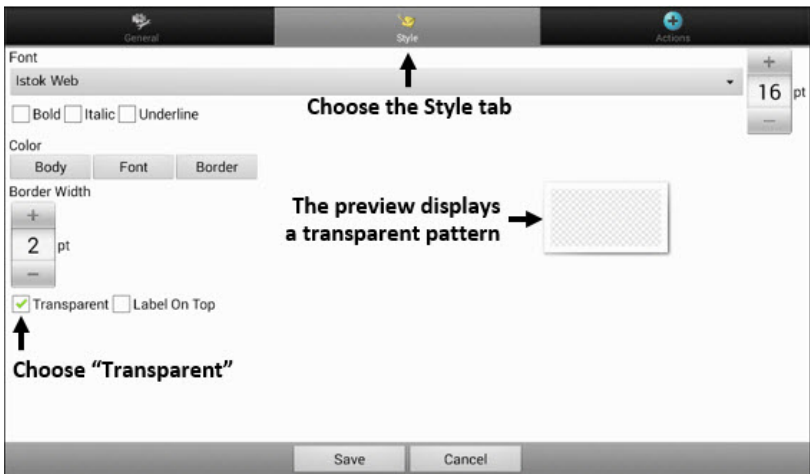 General
Style
Actions
Font
Istok Web
16 pt
Bold Italic Underline
Choose the Style tab
Color
Body Font Border
Border Width
2 pt
The preview displays
a transparent pattern
Transparent Label On Top
Choose “Transparent”
Save Cancel